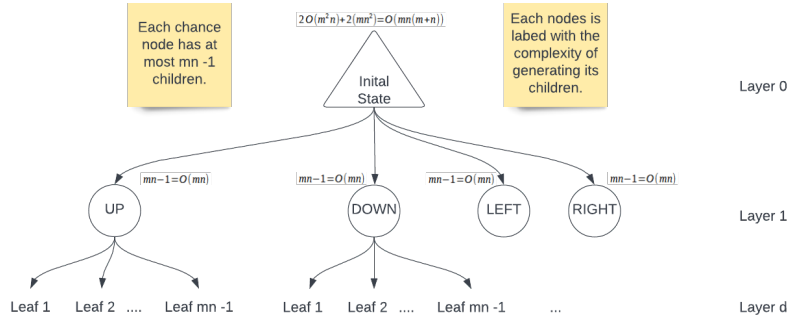 2O(m²n)+2(mn²)=O(mn(m+n))
Each chance
node has at
most mn -1
children.
Each nodes is
labed with the
complexity of
generating its
children.
Inital
State
Layer 0
mn−1=O(mn)
mn−1=O(mn)
mn−1=O(mn)
mn−1=O(mn)
UP
DOWN
LEFT
RIGHT
Layer 1
Leaf 1
Leaf 2
....
Leaf mn -1
Leaf 1
Leaf 2
....
Leaf mn -1
...
Layer d